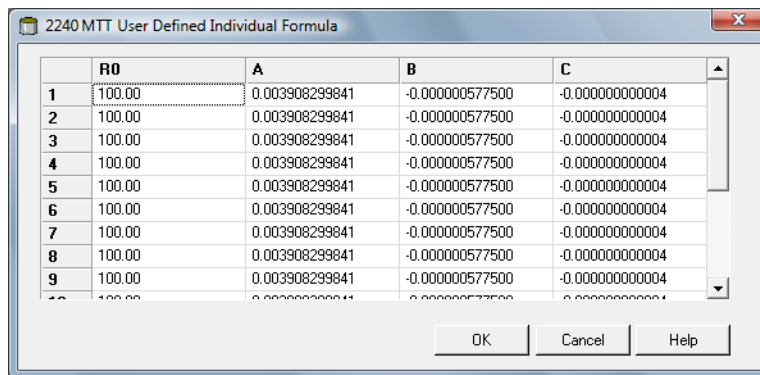 2240 MTT User Defined Individual Formula
R0 A B C
1 100.00 0.003908299841 -0.000000577500 -0.000000000004
2 100.00 0.003908299841 -0.000000577500 -0.000000000004
3 100.00 0.003908299841 -0.000000577500 -0.000000000004
4 100.00 0.003908299841 -0.000000577500 -0.000000000004
5 100.00 0.003908299841 -0.000000577500 -0.000000000004
6 100.00 0.003908299841 -0.000000577500 -0.000000000004
7 100.00 0.003908299841 -0.000000577500 -0.000000000004
8 100.00 0.003908299841 -0.000000577500 -0.000000000004
9 100.00 0.003908299841 -0.000000577500 -0.000000000004
OK Cancel Help